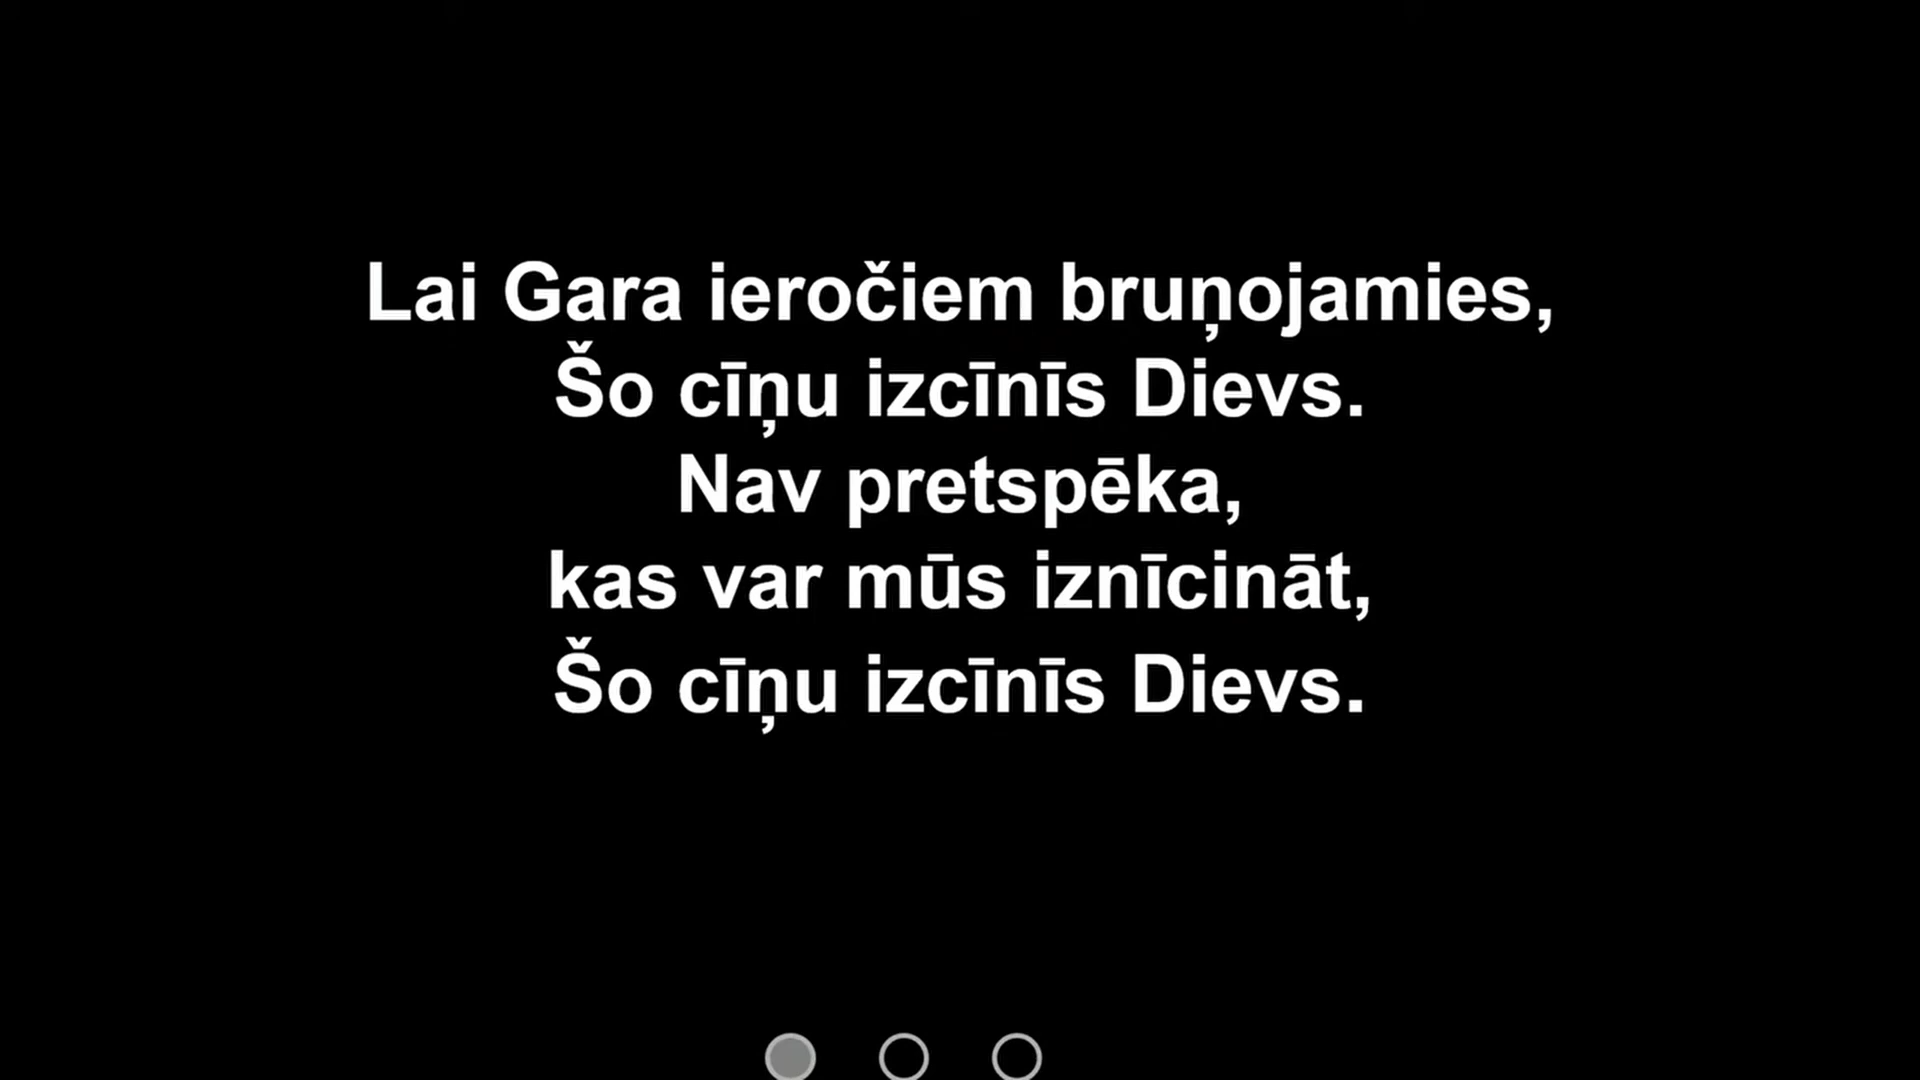 Lai Gara ieročiem bruņojamies,
Šo cīņu izcīnīs Dievs.
Nav pretspēka,
kas var mūs iznīcināt,
Šo cīņu izcīnīs Dievs.